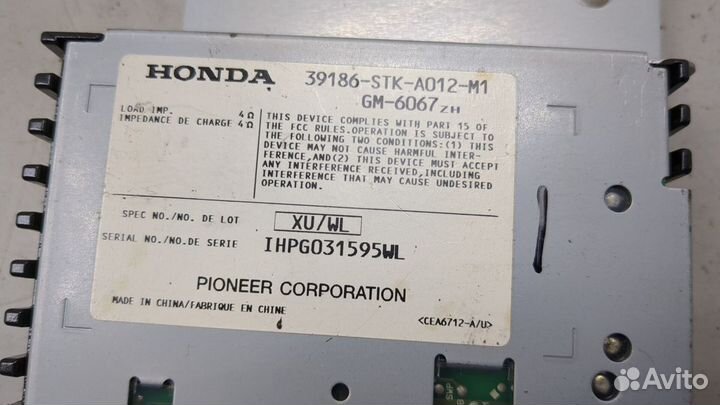 HONDA 39186-STK-A012-M1
GM-6067ZH
LOAD IMP. 4Ω
IMPEDANCE DE CHARGE 4Ω
THIS DEVICE COMPLIES WITH PART 15 OF
THE FCC RULES.OPERATION IS SUBJECT TO
THE FOLLOWING TWO CONDITIONS:(1) THIS
DEVICE MAY NOT CAUSE HARMFUL INTER-
FERENCE,AND(2) THIS DEVICE MUST ACCEPT
ANY INTERFERENCE RECEIVED,INCLUDING
INTERFERENCE THAT MAY CAUSE UNDESIRED
OPERATION.
SPEC NO./NO. DE LOT XU/WL
SERIAL NO./NO.DE SERIE IHPG031595WL
PIONEER CORPORATION
MADE IN CHINA/FABRIQUE EN CHINE
<CEA6712-A/U>
Avito